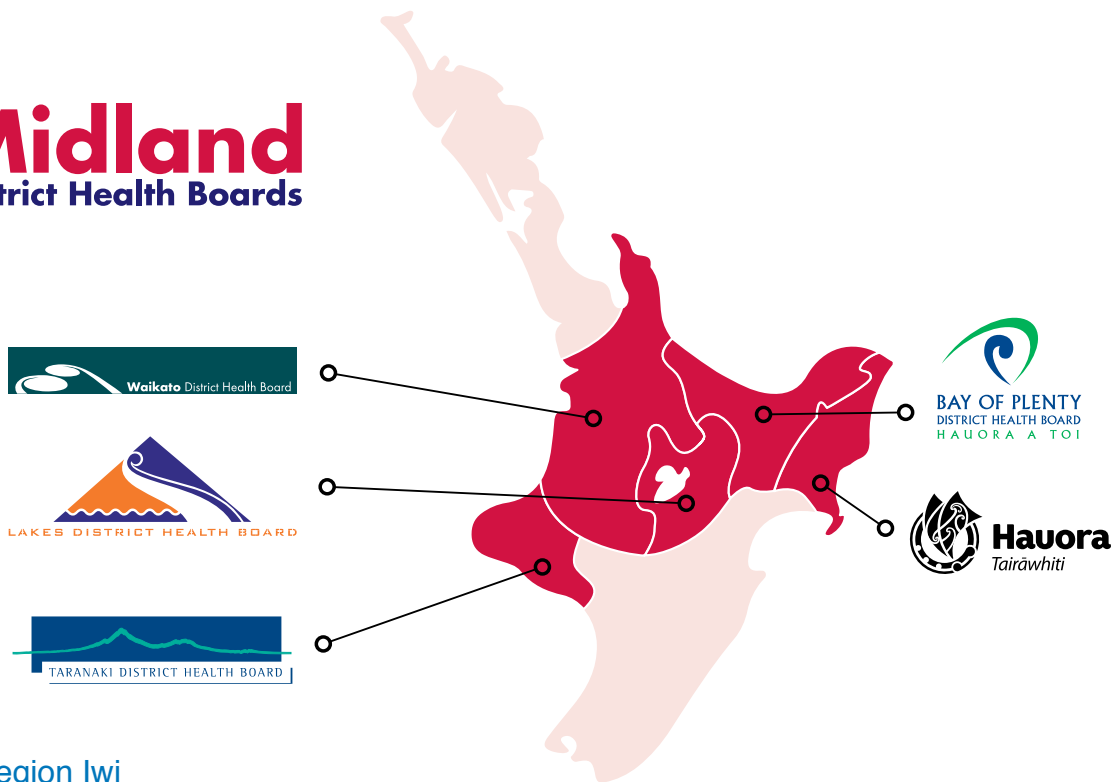 Midland
trict Health Boards
Waikato District Health Board
BAY OF PLENTY
DISTRICT HEALTH BOARD
HAUORA A TOI
LAKES DISTRICT HEALTH BOARD
Hauora
Tairāwhiti
TARANAKI DISTRICT HEALTH BOARD
egion Iwi